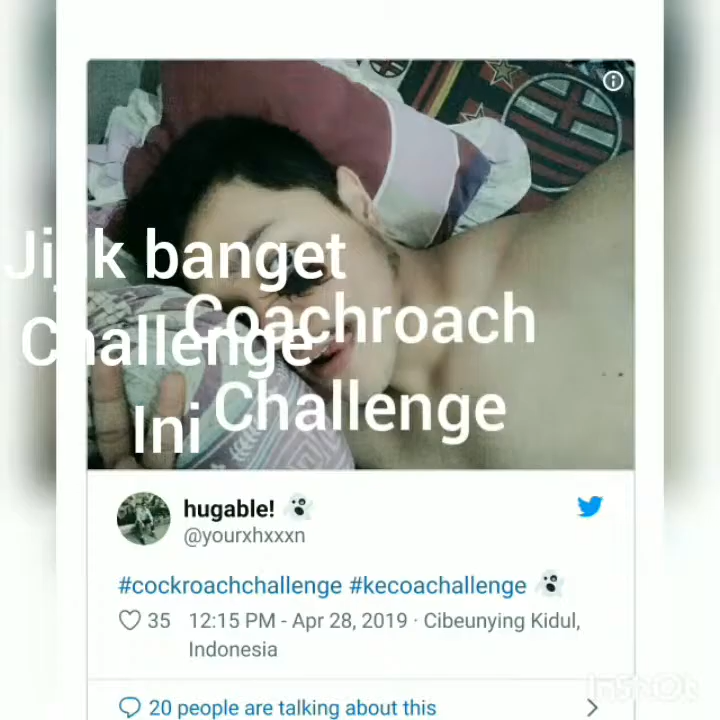 Jijik banget
Challenge
Ini
Coachroach
Challenge
hugable!
@yourxhxxxn
#cockroachchallenge #kecoachallenge
35 12:15 PM - Apr 28, 2019 · Cibeunying Kidul,
Indonesia
20 people are talking about this
InShOt